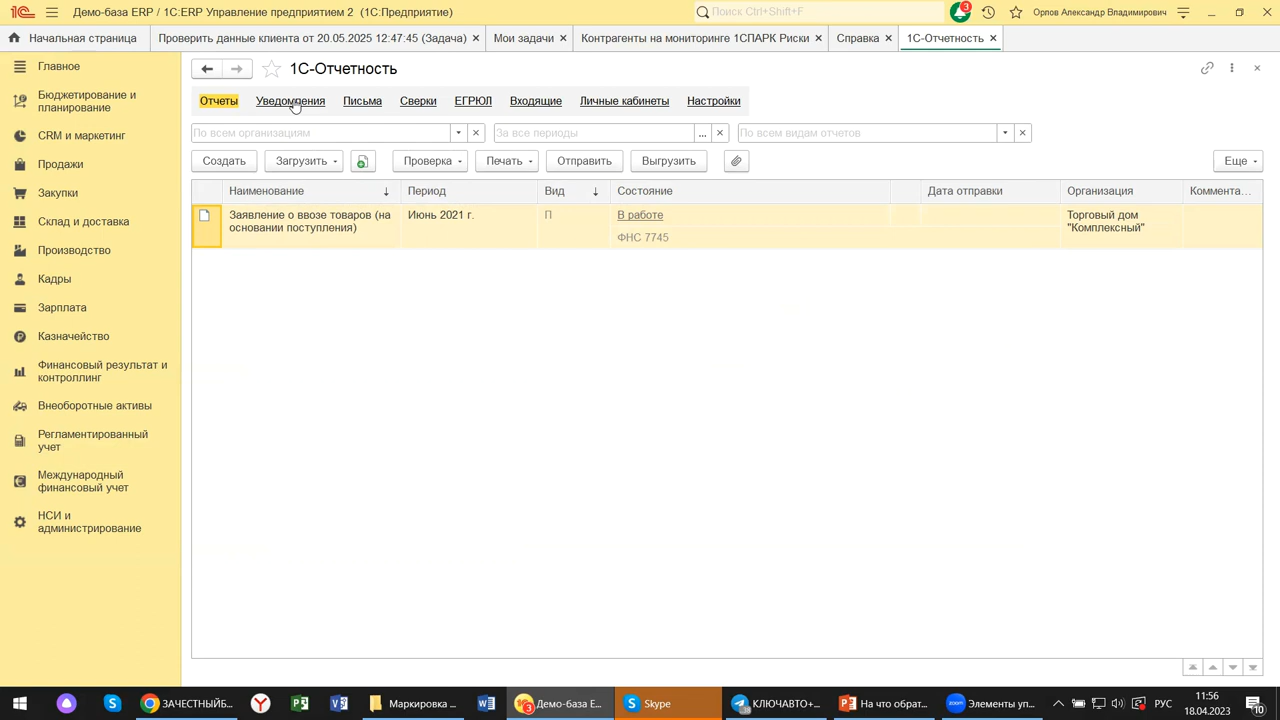 Демо-база ERP / 1С:ERP Управление предприятием 2 (1С:Предприятие)
Поиск Ctrl+Shift+F
3
Орлов Александр Владимирович
Начальная страница
Проверить данные клиента от 20.05.2025 12:47:45 (Задача)
Мои задачи
Контрагенты на мониторинге 1СПАРК Риски
Справка
1С-Отчетность
Главное
Бюджетирование и
планирование
CRM и маркетинг
Продажи
Закупки
Склад и доставка
Производство
Кадры
Зарплата
Казначейство
Финансовый результат и
контроллинг
Внеоборотные активы
Регламентированный
учет
Международный
финансовый учет
НСИ и
администрирование
1С-Отчетность
Отчеты
Уведомления
Письма
Сверки
ЕГРЮЛ
Входящие
Личные кабинеты
Настройки
По всем организациям
За все периоды
...
По всем видам отчетов
Создать
Загрузить
Проверка
Печать
Отправить
Выгрузить
Еще
Наименование
Период
Вид
Состояние
Дата отправки
Организация
Коммента...
Заявление о ввозе товаров (на
основании поступления)
Июнь 2021 г.
П
В работе
ФНС 7745
Торговый дом
"Комплексный"
ЗАЧЕСТНЫЙБ...
Маркировка ...
Демо-база E...
3
Skype
КЛЮЧАВТО+...
На что обрат...
Элементы уп...
РУС
11:56
18.04.2023
10